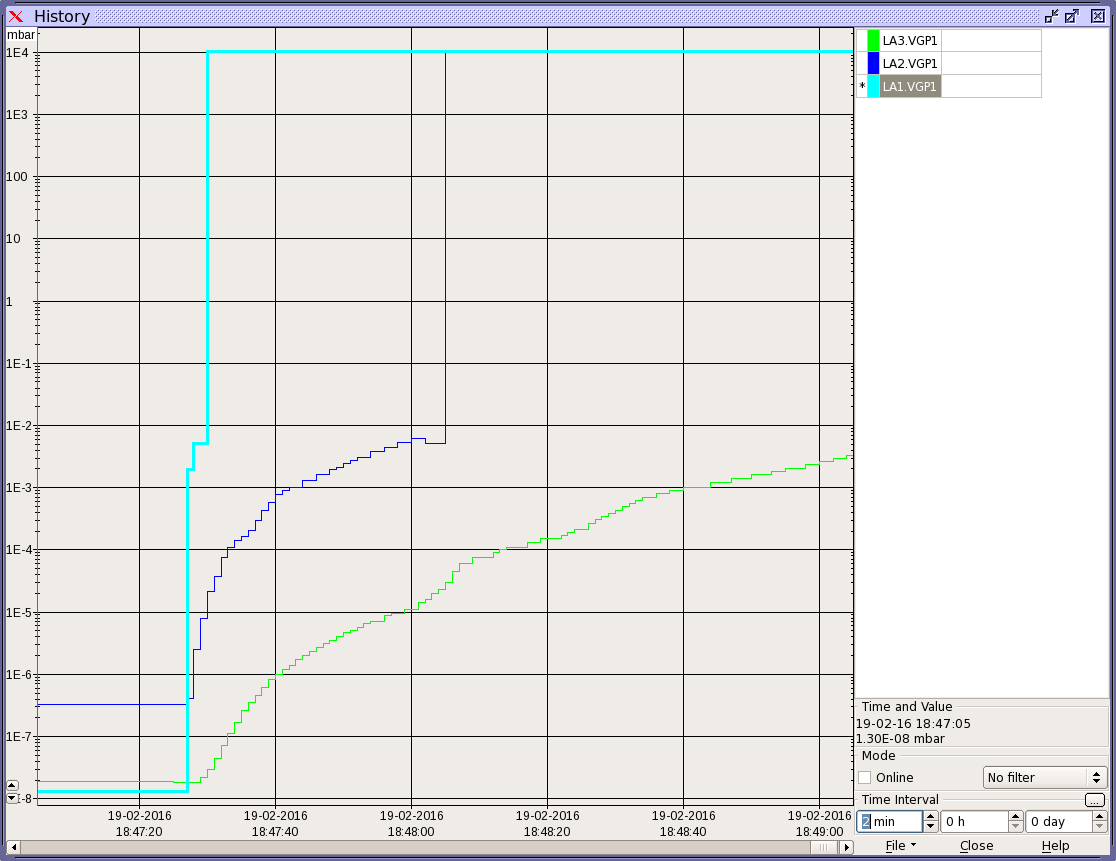 History
mbar
1E4
1E3
100
10
1
1E-1
1E-2
1E-3
1E-4
1E-5
1E-6
1E-7
E-8
19-02-2016
18:47:20
19-02-2016
18:47:40
19-02-2016
18:48:00
19-02-2016
18:48:20
19-02-2016
18:48:40
19-02-2016
18:49:00
LA3.VGP1
LA2.VGP1
* LA1.VGP1
Time and Value
19-02-16 18:47:05
1.30E-08 mbar
Mode
Online No filter
Time Interval ...
2 min 0 h 0 day
File Close Help